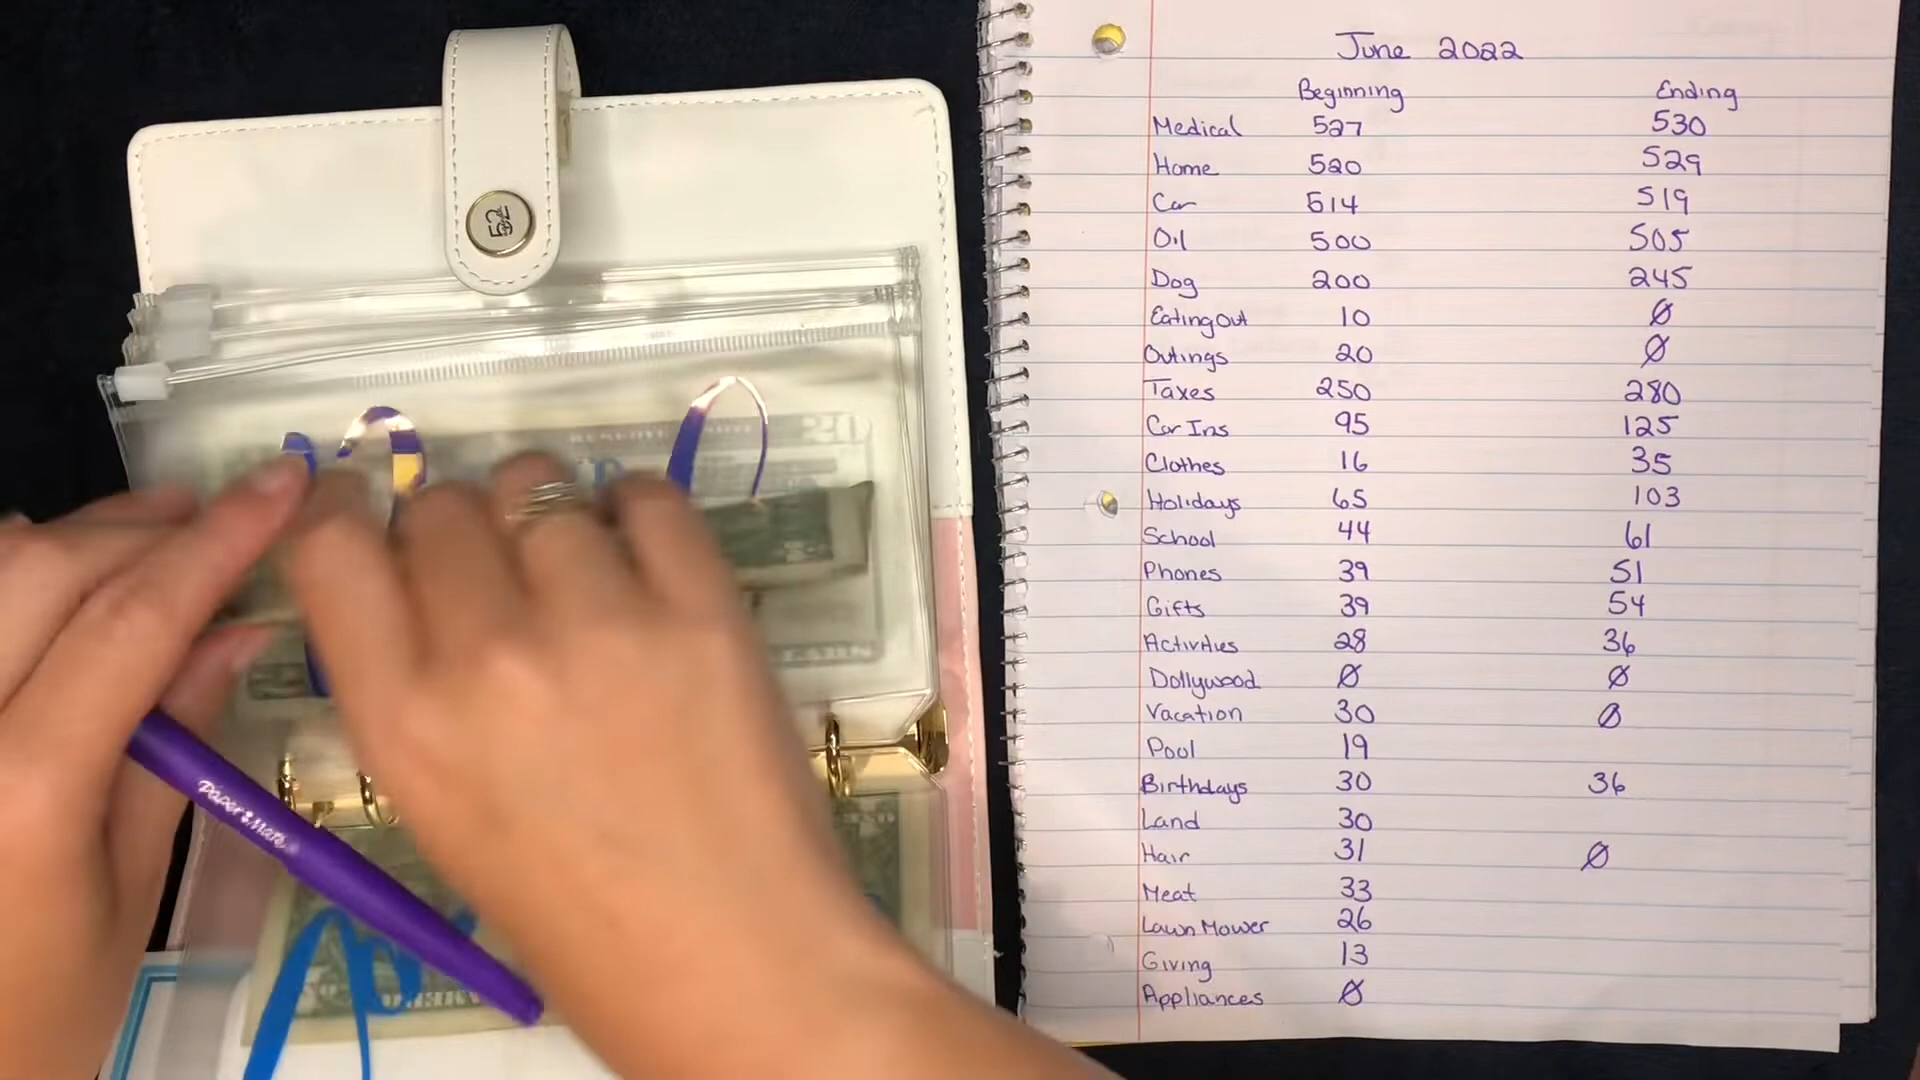 June 2022
Beginning Ending
Medical 527 530
Home 520 529
Car 514 519
Oil 500 505
Dog 200 245
Eating Out 10 Ø
Outings 20 Ø
Taxes 250 280
Car Ins 95 125
Clothes 16 35
Holidays 65 103
School 44 61
Phones 39 51
Gifts 39 54
Activities 28 36
Dollywood Ø Ø
Vacation 30 Ø
Pool 19
Birthdays 30 36
Land 30
Hair 31 Ø
Meat 33
Lawn Mower 26
Giving 13
Appliances Ø
52
20
Paper Mate